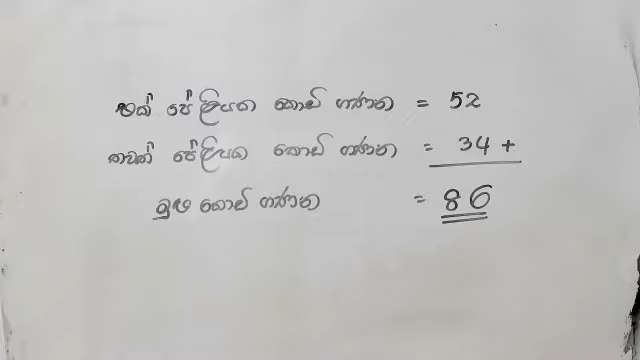 එක් පේළියක කොඩි ගණන = 52
තවත් පේළියක කොඩි ගණන = 34 +
මුළු කොඩි ගණන = 86